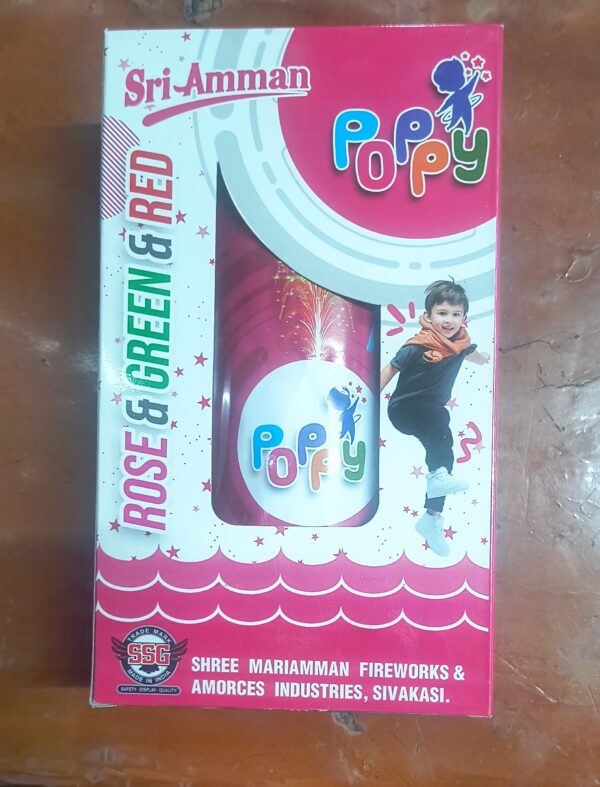 Sri-Amman
POPPY
ROSE & GREEN & RED
POPPY
TRADE MARK
SSG
MADE IN INDIA
SAFETY - DISPLAY - QUALITY
SHREE MARIAMMAN FIREWORKS &
AMORCES INDUSTRIES, SIVAKASI.